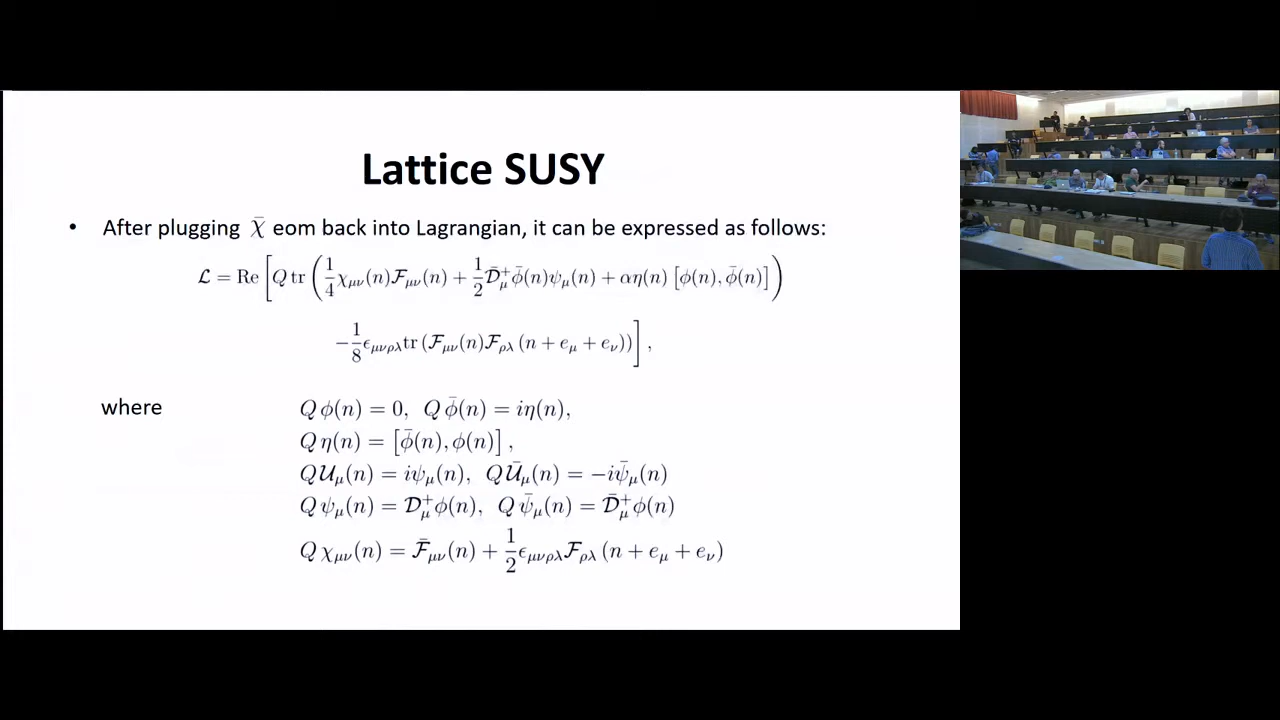 Lattice SUSY
• After plugging χ̄ eom back into Lagrangian, it can be expressed as follows:
ℒ = Re [ Q tr ( 1/4 χ_μν(n) ℱ_μν(n) + 1/2 𝒟̄_μ^+ φ̄(n) ψ_μ(n) + αη(n) [φ(n), φ̄(n)] )
− 1/8 ϵ_μνρλ tr (ℱ_μν(n) ℱ_ρλ (n + e_μ + e_ν)) ] ,
where
Q φ(n) = 0, Q φ̄(n) = iη(n),
Q η(n) = [φ̄(n), φ(n)] ,
Q 𝒰_μ(n) = iψ_μ(n), Q 𝒰̄_μ(n) = −iψ̄_μ(n)
Q ψ_μ(n) = 𝒟_μ^+ φ(n), Q ψ̄_μ(n) = 𝒟̄_μ^+ φ(n)
Q χ_μν(n) = ℱ̄_μν(n) + 1/2 ϵ_μνρλ ℱ_ρλ (n + e_μ + e_ν)